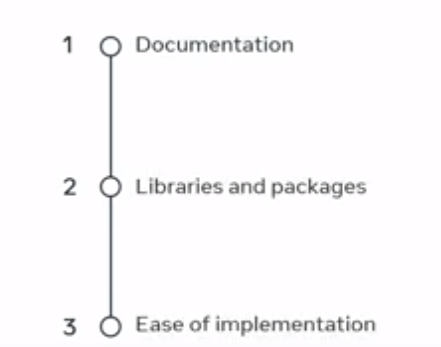 1 Documentation
2 Libraries and packages
3 Ease of implementation